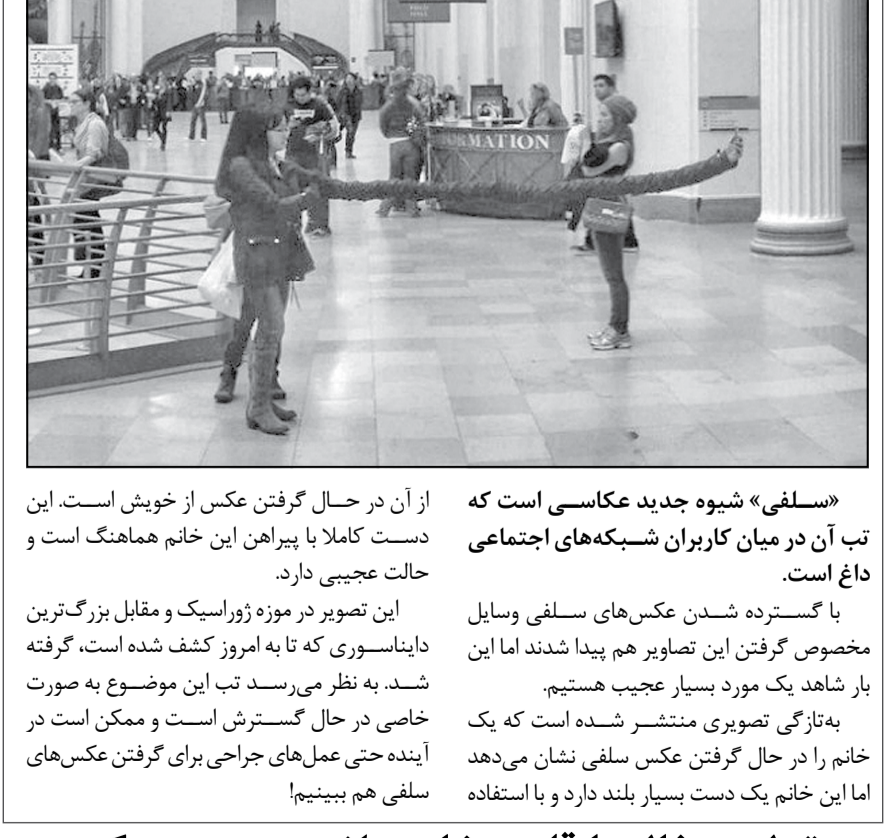 FIELD
HALL
INFORMATION
«سلفی» شیوه جدید عکاسی است که
تب آن در میان کاربران شبکه‌های اجتماعی
داغ است.
با گسترده شدن عکس‌های سلفی وسایل
مخصوص گرفتن این تصاویر هم پیدا شدند اما این
بار شاهد یک مورد بسیار عجیب هستیم.
به‌تازگی تصویری منتشر شده است که یک
خانم را در حال گرفتن عکس سلفی نشان می‌دهد
اما این خانم یک دست بسیار بلند دارد و با استفاده
از آن در حال گرفتن عکس از خویش است. این
دست کاملا با پیراهن این خانم هماهنگ است و
حالت عجیبی دارد.
این تصویر در موزه ژوراسیک و مقابل بزرگ‌ترین
دایناسوری که تا به امروز کشف شده است، گرفته
شد. به نظر می‌رسد تب این موضوع به صورت
خاصی در حال گسترش است و ممکن است در
آینده حتی عمل‌های جراحی برای گرفتن عکس‌های
سلفی هم ببینیم!